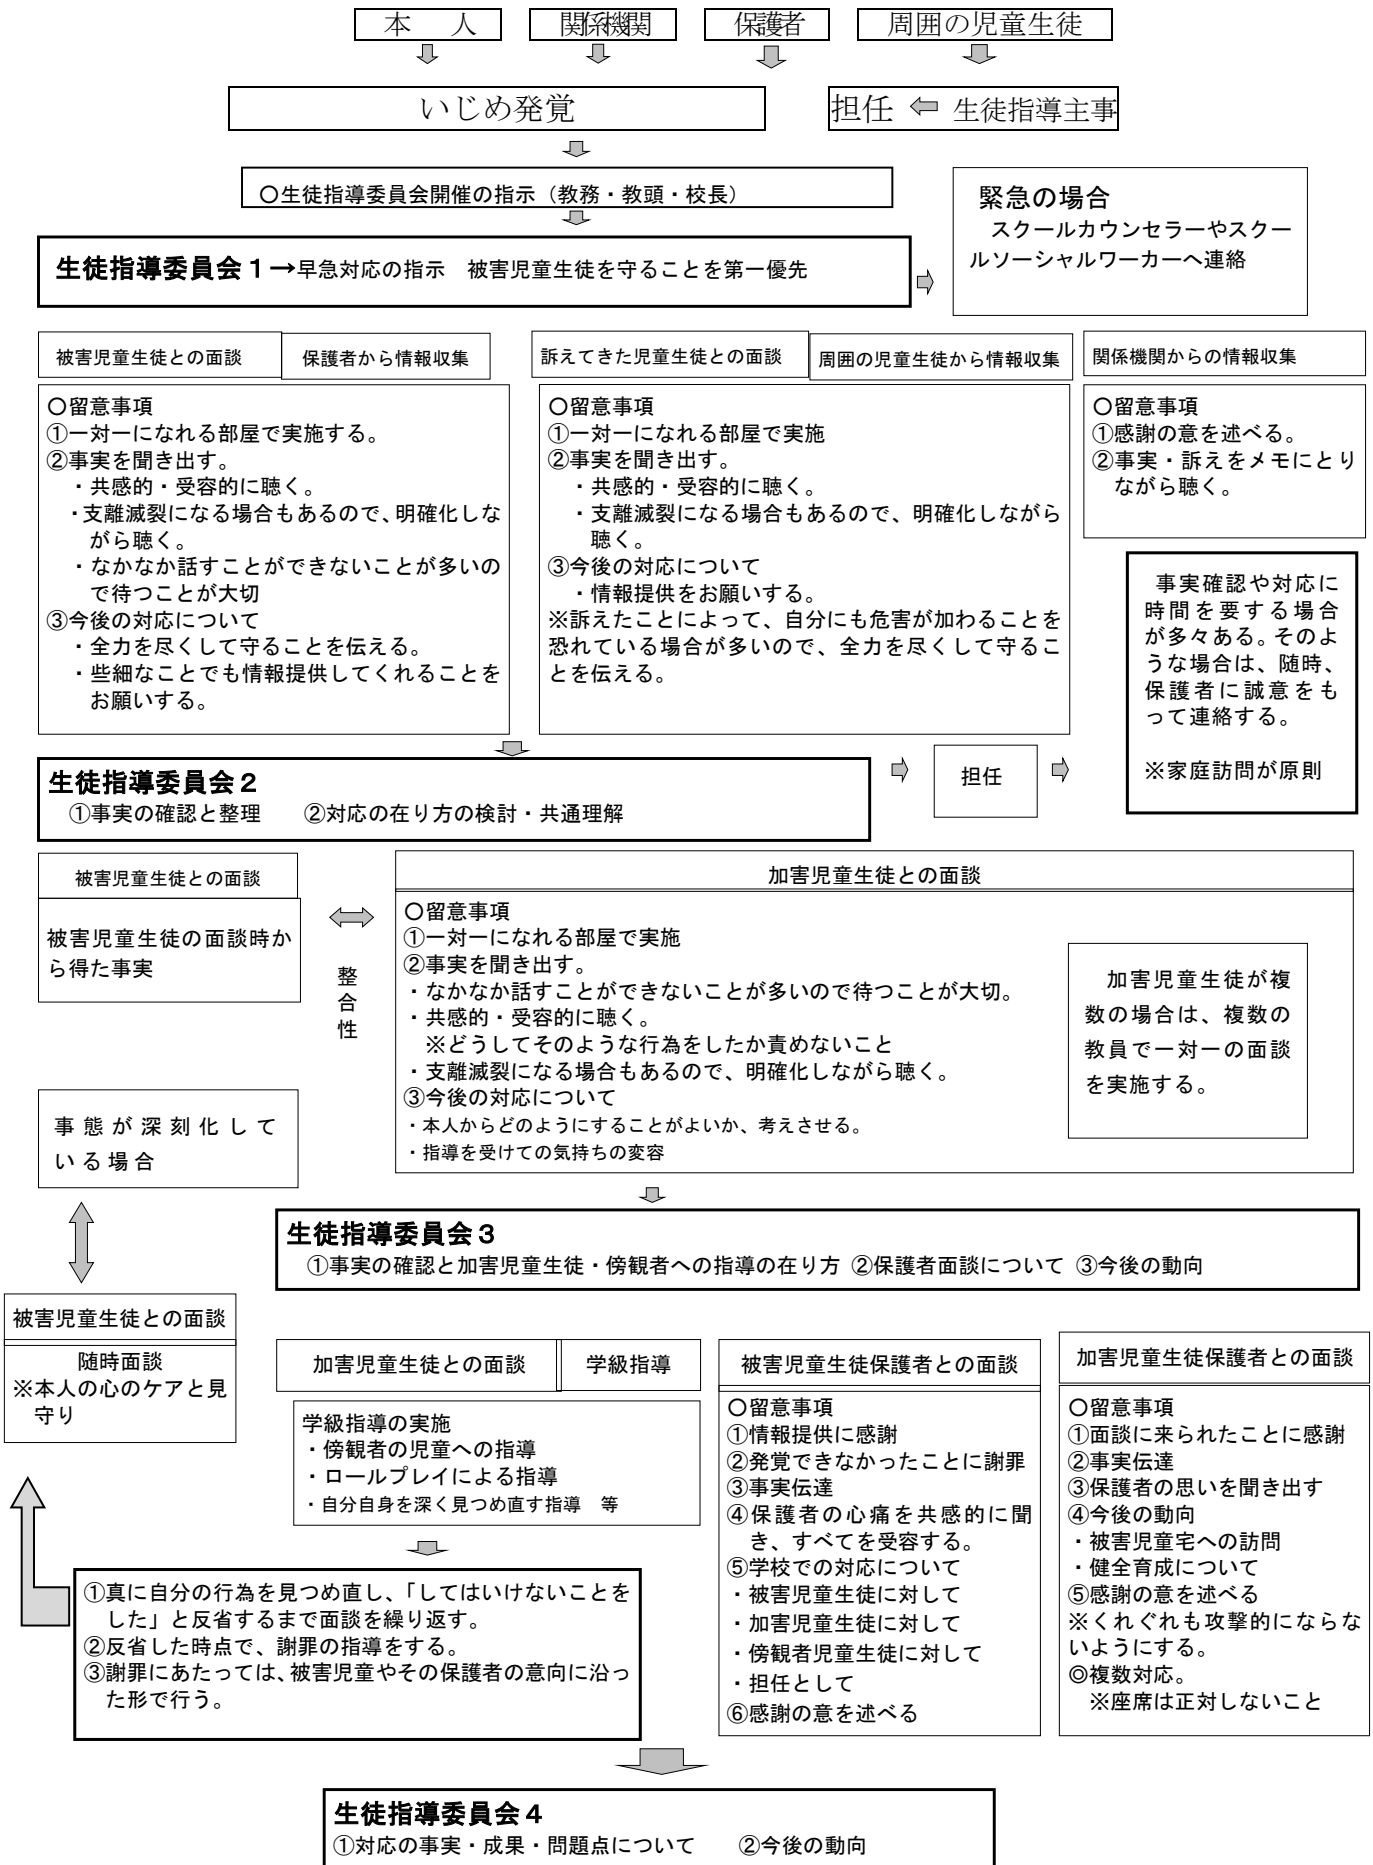 本　人
関係機関
保護者
周囲の児童生徒
いじめ発覚
担任 ⇐ 生徒指導主事
○生徒指導委員会開催の指示（教務・教頭・校長）
緊急の場合
スクールカウンセラーやスクー
ルソーシャルワーカーへ連絡
生徒指導委員会１→早急対応の指示　被害児童生徒を守ることを第一優先
被害児童生徒との面談
保護者から情報収集
訴えてきた児童生徒との面談
周囲の児童生徒から情報収集
関係機関からの情報収集
○留意事項
①一対一になれる部屋で実施する。
②事実を聞き出す。
・共感的・受容的に聴く。
・支離滅裂になる場合もあるので、明確化しな
がら聴く。
・なかなか話すことができないことが多いの
で待つことが大切
③今後の対応について
・全力を尽くして守ることを伝える。
・些細なことでも情報提供してくれることを
お願いする。
○留意事項
①一対一になれる部屋で実施
②事実を聞き出す。
・共感的・受容的に聴く。
・支離滅裂になる場合もあるので、明確化しながら
聴く。
③今後の対応について
・情報提供をお願いする。
※訴えたことによって、自分にも危害が加わることを
恐れている場合が多いので、全力を尽くして守るこ
とを伝える。
○留意事項
①感謝の意を述べる。
②事実・訴えをメモにとり
ながら聴く。
事実確認や対応に
時間を要する場合
が多々ある。そのよ
うな場合は、随時、
保護者に誠意をも
って連絡する。
※家庭訪問が原則
生徒指導委員会２
①事実の確認と整理　　②対応の在り方の検討・共通理解
担任
被害児童生徒との面談
被害児童生徒の面談時か
ら得た事実
整
合
性
加害児童生徒との面談
○留意事項
①一対一になれる部屋で実施
②事実を聞き出す。
・なかなか話すことができないことが多いので待つことが大切。
・共感的・受容的に聴く。
※どうしてそのような行為をしたか責めないこと
・支離滅裂になる場合もあるので、明確化しながら聴く。
③今後の対応について
・本人からどのようにすることがよいか、考えさせる。
・指導を受けての気持ちの変容
加害児童生徒が複
数の場合は、複数の
教員で一対一の面談
を実施する。
事態が深刻化して
いる場合
生徒指導委員会３
①事実の確認と加害児童生徒・傍観者への指導の在り方 ②保護者面談について ③今後の動向
被害児童生徒との面談
随時面談
※本人の心のケアと見
守り
加害児童生徒との面談
学級指導
学級指導の実施
・傍観者の児童への指導
・ロールプレイによる指導
・自分自身を深く見つめ直す指導　等
①真に自分の行為を見つめ直し、「してはいけないことを
した」と反省するまで面談を繰り返す。
②反省した時点で、謝罪の指導をする。
③謝罪にあたっては、被害児童やその保護者の意向に沿っ
た形で行う。
被害児童生徒保護者との面談
○留意事項
①情報提供に感謝
②発覚できなかったことに謝罪
③事実伝達
④保護者の心痛を共感的に聞
き、すべてを受容する。
⑤学校での対応について
・被害児童生徒に対して
・加害児童生徒に対して
・傍観者児童生徒に対して
・担任として
⑥感謝の意を述べる
加害児童生徒保護者との面談
○留意事項
①面談に来られたことに感謝
②事実伝達
③保護者の思いを聞き出す
④今後の動向
・被害児童宅への訪問
・健全育成について
⑤感謝の意を述べる
※くれぐれも攻撃的にならな
いようにする。
◎複数対応。
※座席は正対しないこと
生徒指導委員会４
①対応の事実・成果・問題点について　　②今後の動向